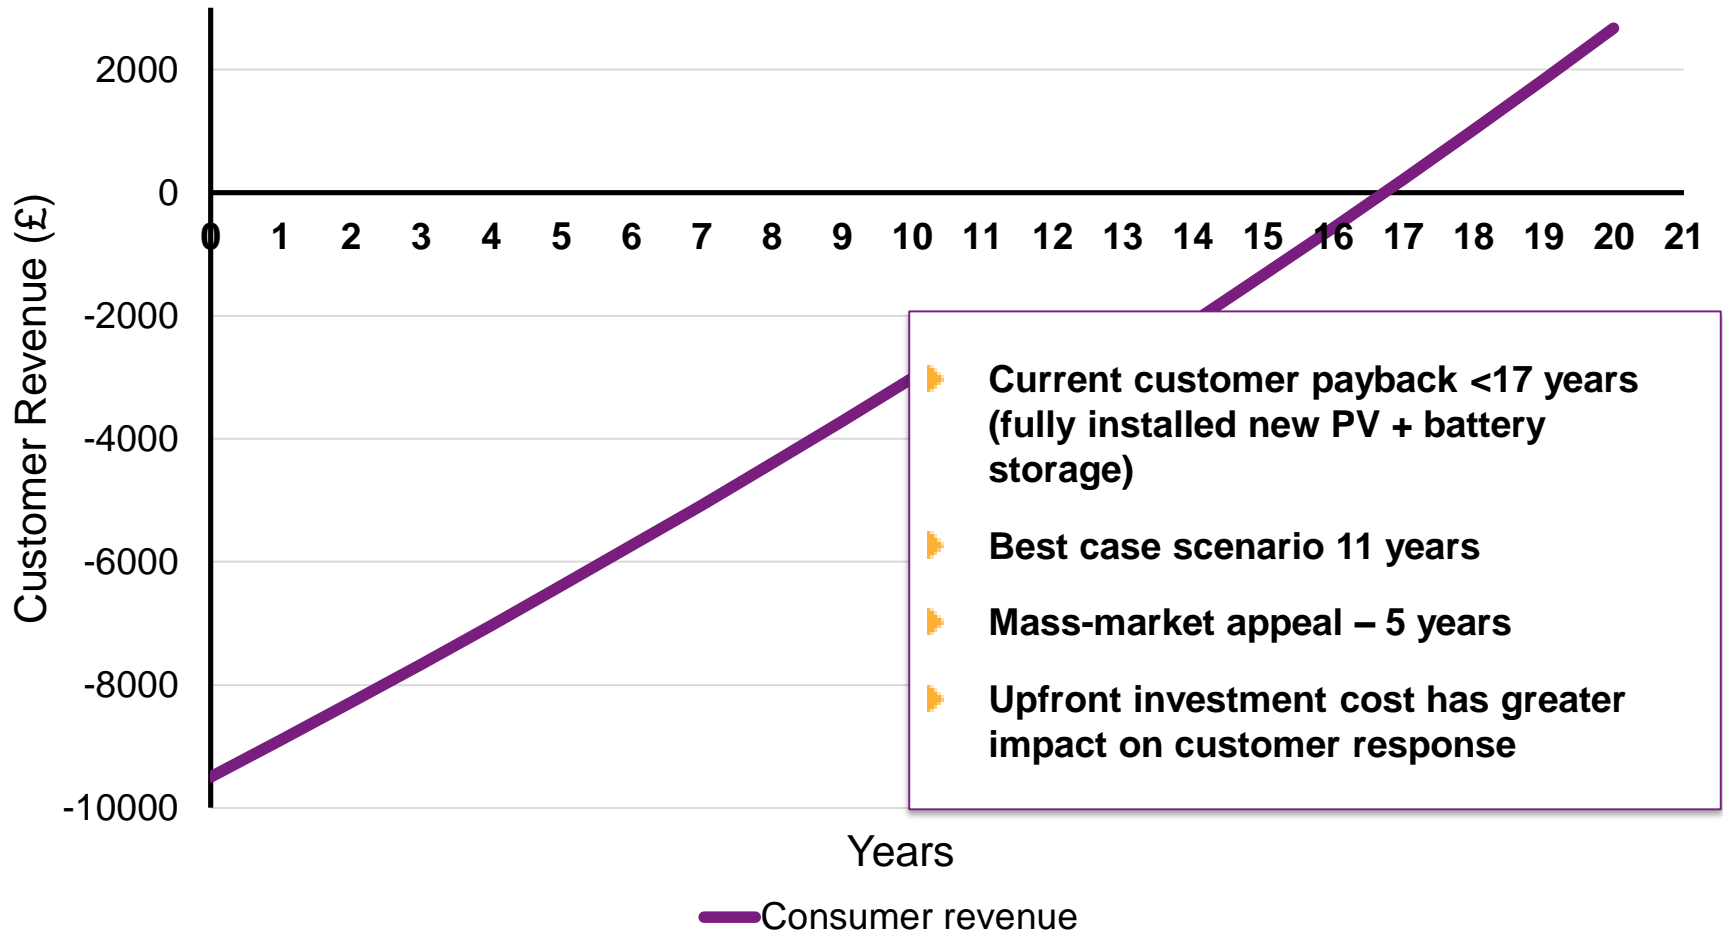 2000
0
-2000
-4000
-6000
-8000
-10000
Customer Revenue (£)
0 1 2 3 4 5 6 7 8 9 10 11 12 13 14 15 16 17 18 19 20 21
Current customer payback <17 years
(fully installed new PV + battery
storage)
Best case scenario 11 years
Mass-market appeal – 5 years
Upfront investment cost has greater
impact on customer response
Years
Consumer revenue